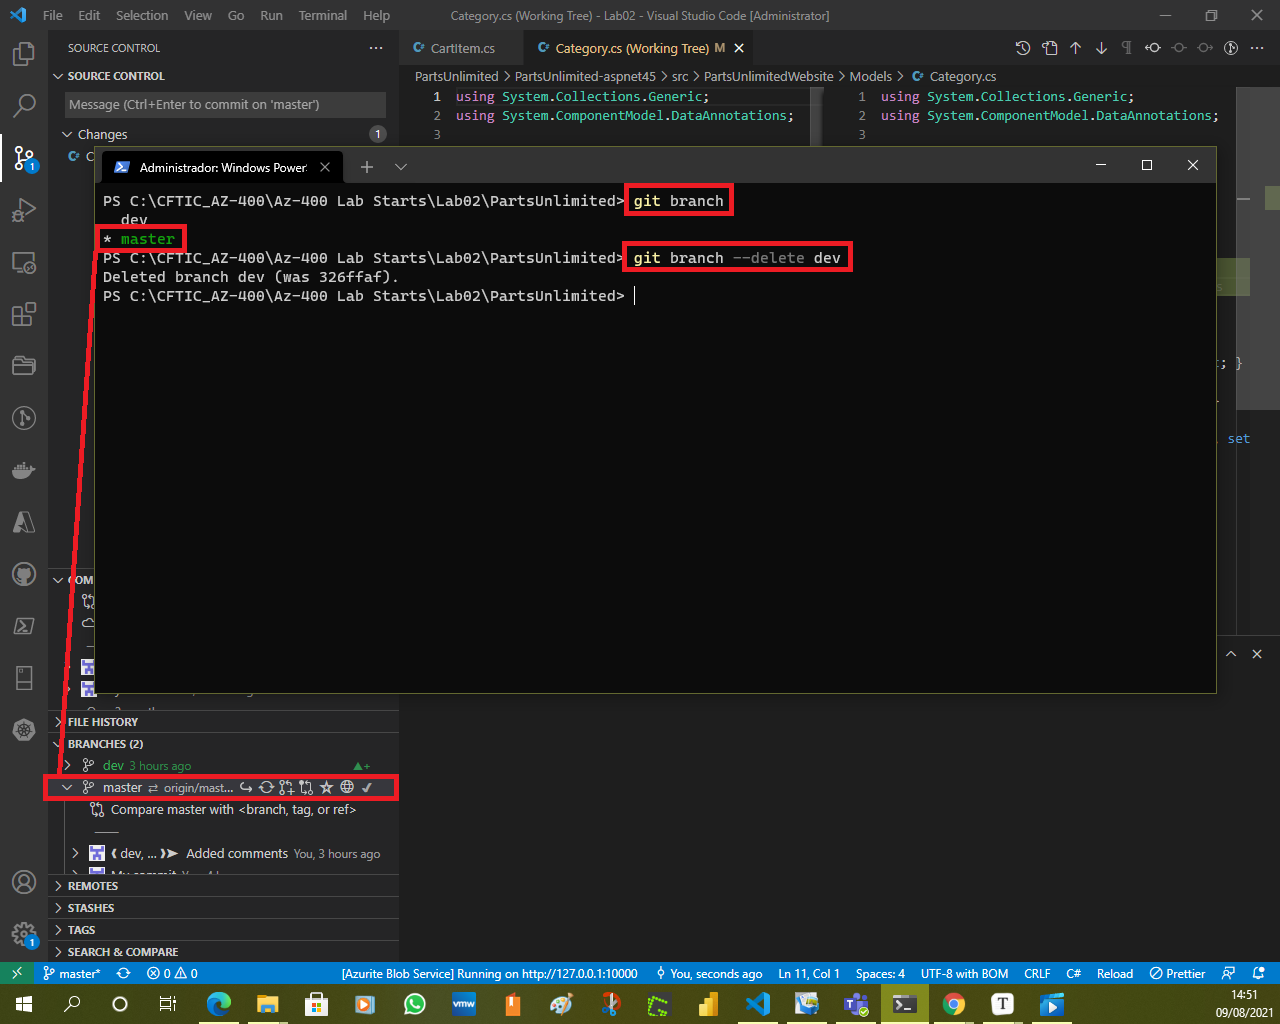 File Edit Selection View Go Run Terminal Help
Category.cs (Working Tree) - Lab02 - Visual Studio Code [Administrator]
SOURCE CONTROL
CartItem.cs
Category.cs (Working Tree) M
SOURCE CONTROL
PartsUnlimited > PartsUnlimited-aspnet45 > src > PartsUnlimitedWebsite > Models > Category.cs
Message (Ctrl+Enter to commit on 'master')
1 using System.Collections.Generic;
2 using System.ComponentModel.DataAnnotations;
3
1 using System.Collections.Generic;
2 using System.ComponentModel.DataAnnotations;
3
Changes 1
1
Administrador: Windows Power
PS C:\CFTIC_AZ-400\Az-400 Lab Starts\Lab02\PartsUnlimited> git branch
dev
* master
PS C:\CFTIC_AZ-400\Az-400 Lab Starts\Lab02\PartsUnlimited> git branch --delete dev
Deleted branch dev (was 326ffaf).
PS C:\CFTIC_AZ-400\Az-400 Lab Starts\Lab02\PartsUnlimited>
; }
set
COM
FILE HISTORY
BRANCHES (2)
dev 3 hours ago
master ⇄ origin/mast...
Compare master with <branch, tag, or ref>
dev, ... Added comments You, 3 hours ago
My commit
REMOTES
STASHES
TAGS
SEARCH & COMPARE
1
master* 0 0 [Azurite Blob Service] Running on http://127.0.0.1:10000 You, seconds ago Ln 11, Col 1 Spaces: 4 UTF-8 with BOM CRLF C# Reload Prettier
vmw
T
14:51
09/08/2021